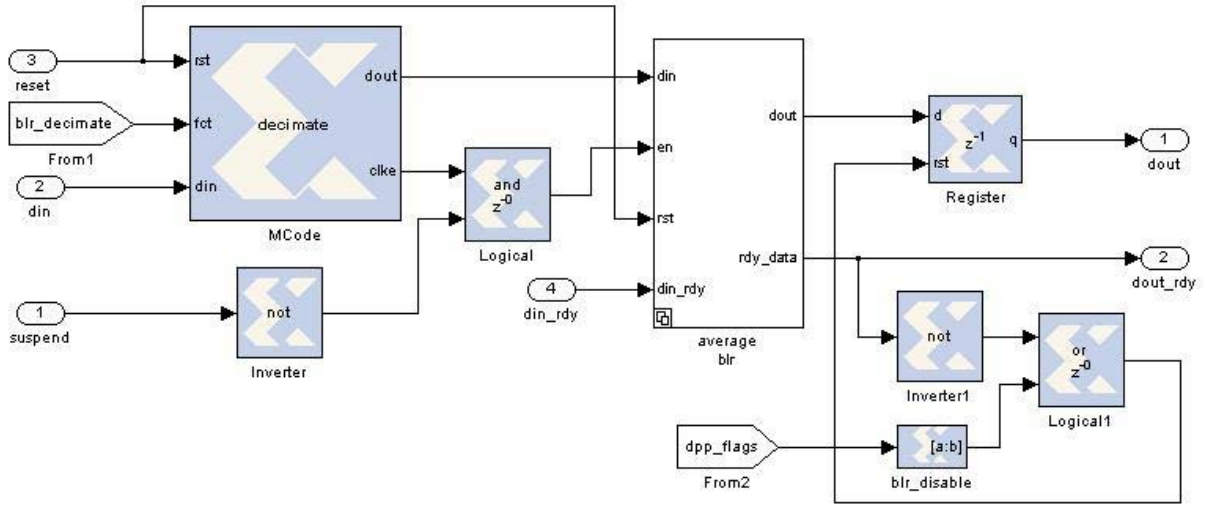 3
reset
blr_decimate
From1
2
din
1
suspend
rst
fct
din
decimate
dout
clke
MCode
not
Inverter
and
z-0
Logical
4
din_rdy
din
en
rst
din_rdy
dout
rdy_data
average
blr
d
rst
z-1
q
Register
1
dout
2
dout_rdy
not
Inverter1
or
z-0
Logical1
dpp_flags
From2
[a:b]
blr_disable